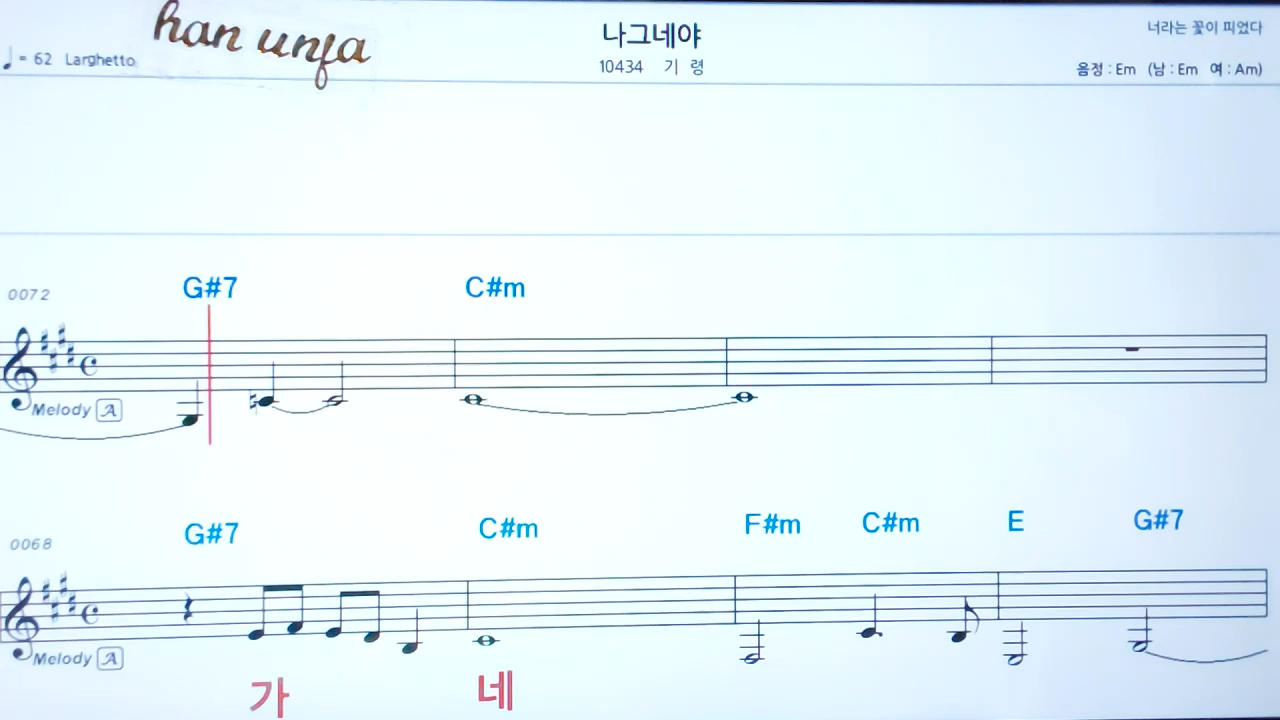 han unfa
나그네야
너라는 꽃이 피었다
♩ = 62 Larghetto
10434 기 령
음정 : Em (남 : Em 여 : Am)
G#7 C#m
0072
Melody A
G#7 C#m F#m C#m E G#7
0068
Melody A
가 네